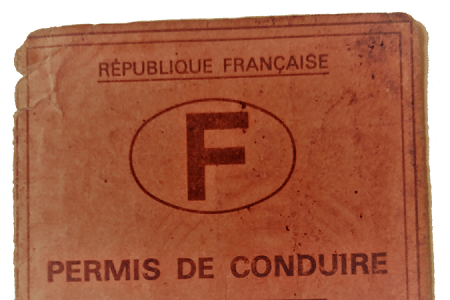 RÉPUBLIQUE FRANÇAISE
F
PERMIS DE CONDUIRE